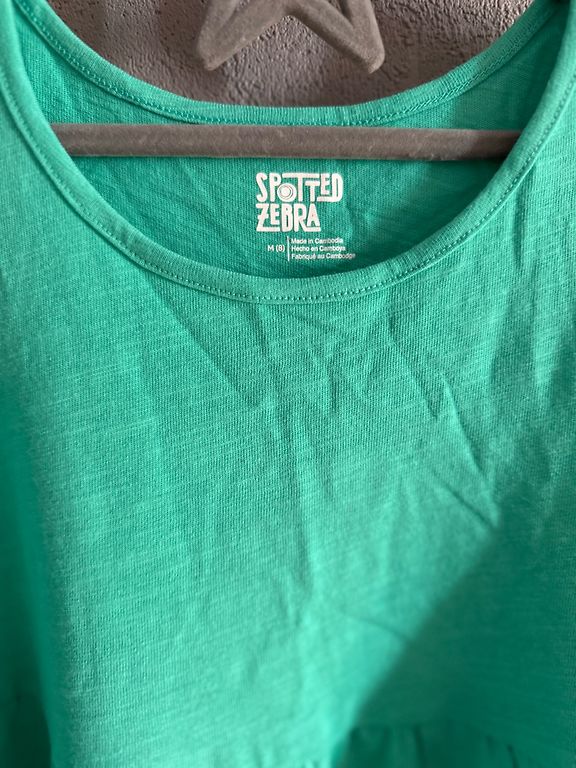 SPOTTED
ZEBRA
M (8)
Made in Cambodia
Hecho en Camboya
Fabriqué au Cambodge